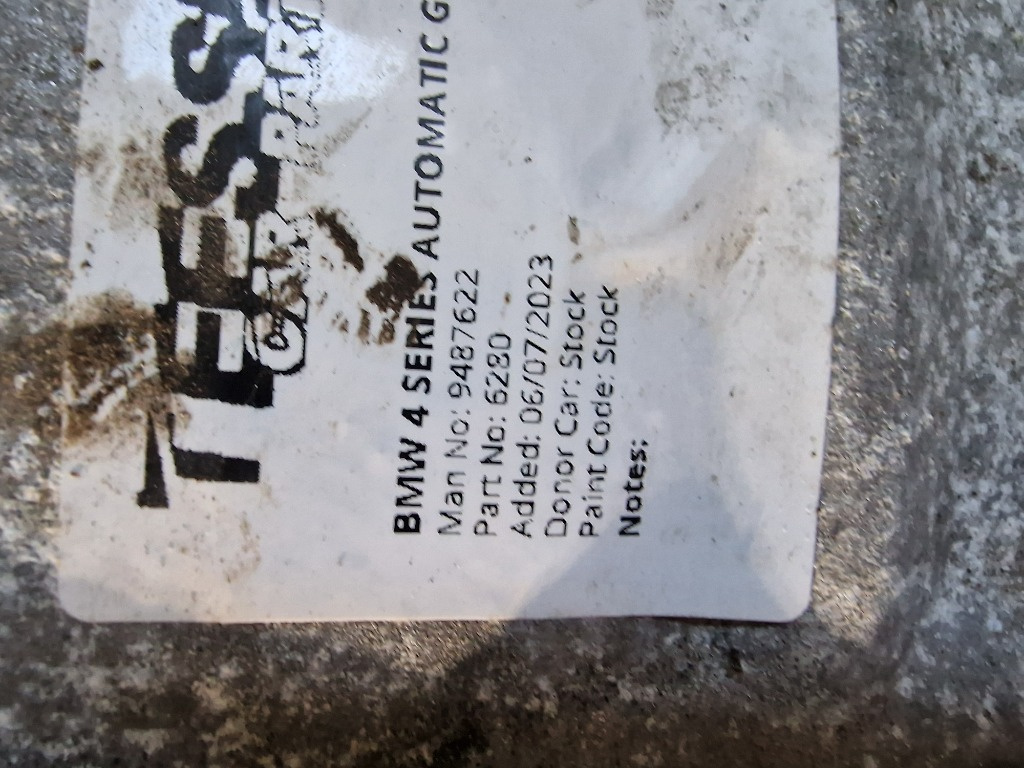 BMW 4 SERIES AUTOMATIC G
Man No: 9487622
Part No: 6280
Added: 06/07/2023
Donor Car: Stock
Paint Code: Stock
Notes: